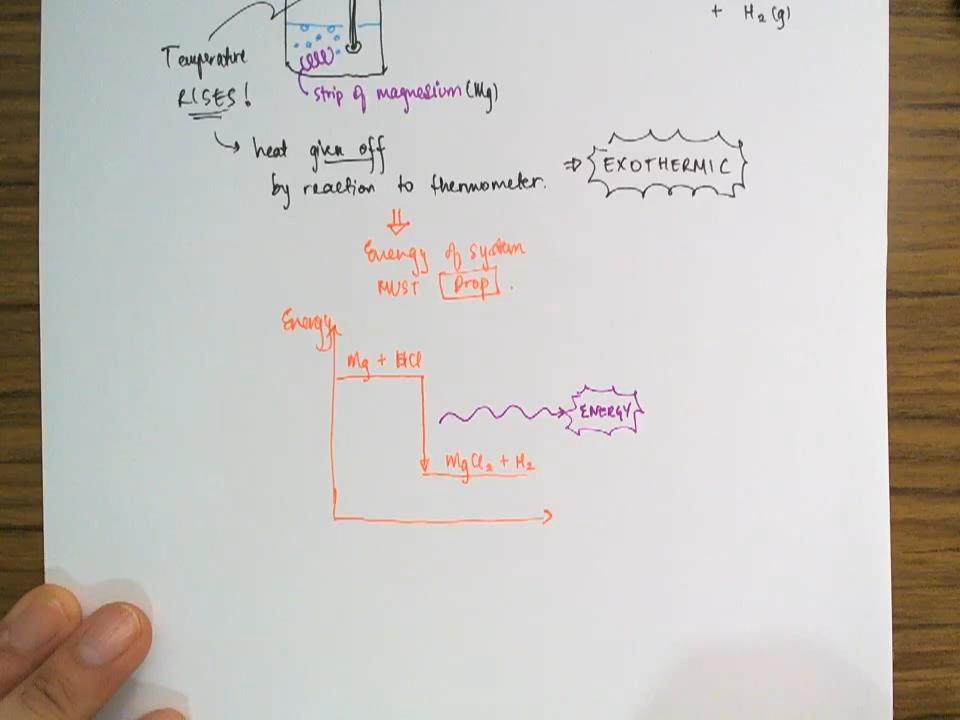 + H₂(g)
Temperature
RISES!
strip of magnesium (Mg)
heat given off
by reaction to thermometer. ⇒ EXOTHERMIC
⇓
Energy of system
MUST Drop.
Energy
Mg + HCl
ENERGY
MgCl₂ + H₂